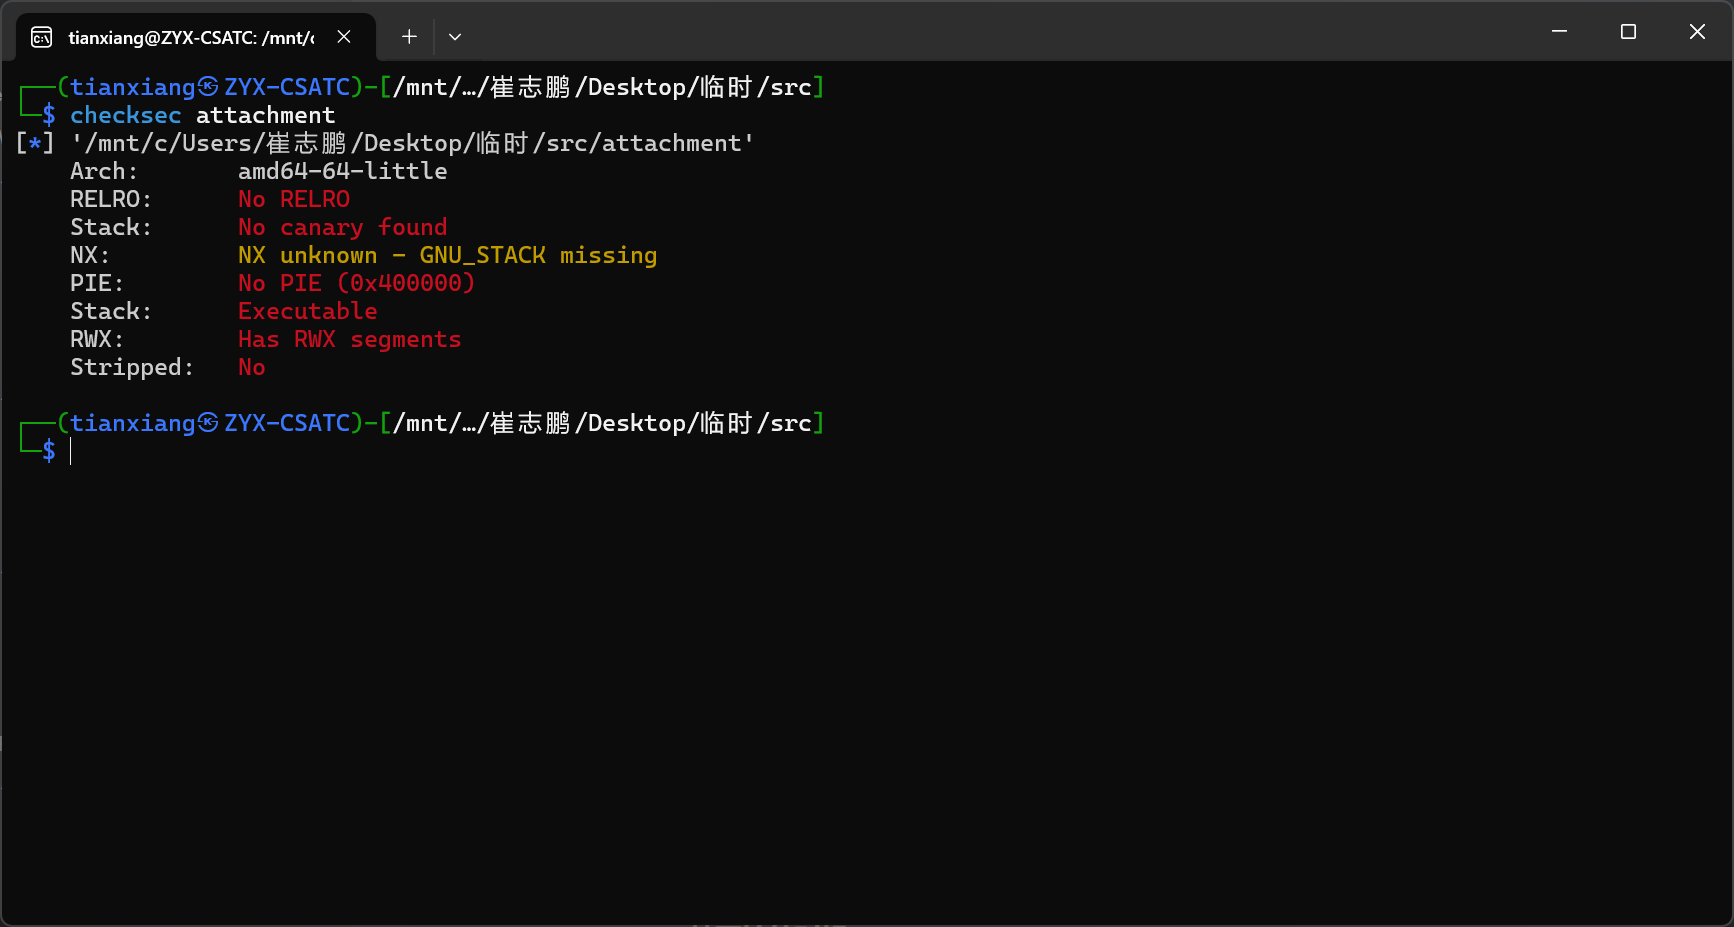 tianxiang@ZYX-CSATC: /mnt/c
┌──(tianxiang㉿ZYX-CSATC)-[/mnt/…/崔志鹏/Desktop/临时/src]
└─$ checksec attachment
[*] '/mnt/c/Users/崔志鹏/Desktop/临时/src/attachment'
Arch: amd64-64-little
RELRO: No RELRO
Stack: No canary found
NX: NX unknown - GNU_STACK missing
PIE: No PIE (0x400000)
Stack: Executable
RWX: Has RWX segments
Stripped: No
┌──(tianxiang㉿ZYX-CSATC)-[/mnt/…/崔志鹏/Desktop/临时/src]
└─$